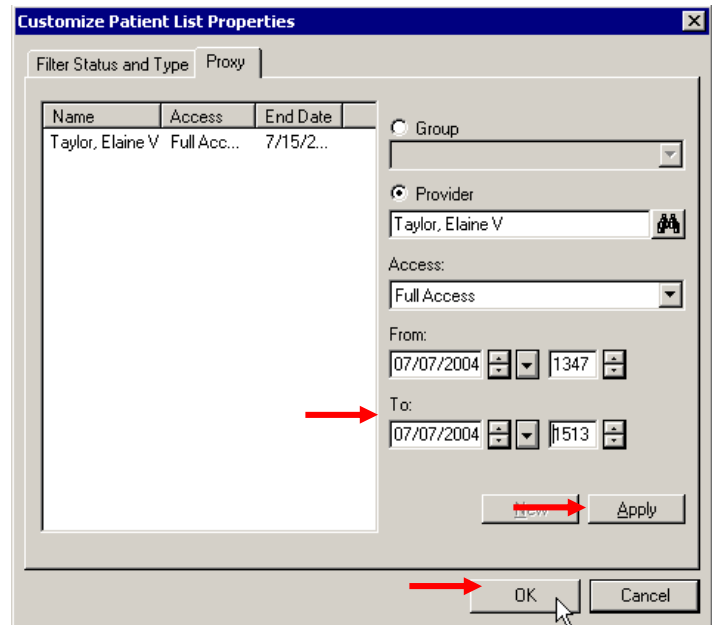 Customize Patient List Properties
Filter Status and Type Proxy
Name Access End Date
Taylor, Elaine V Full Acc... 7/15/2...
Group
Provider
Taylor, Elaine V
Access:
Full Access
From:
07/07/2004 1347
To:
07/07/2004 1513
New Apply
OK Cancel